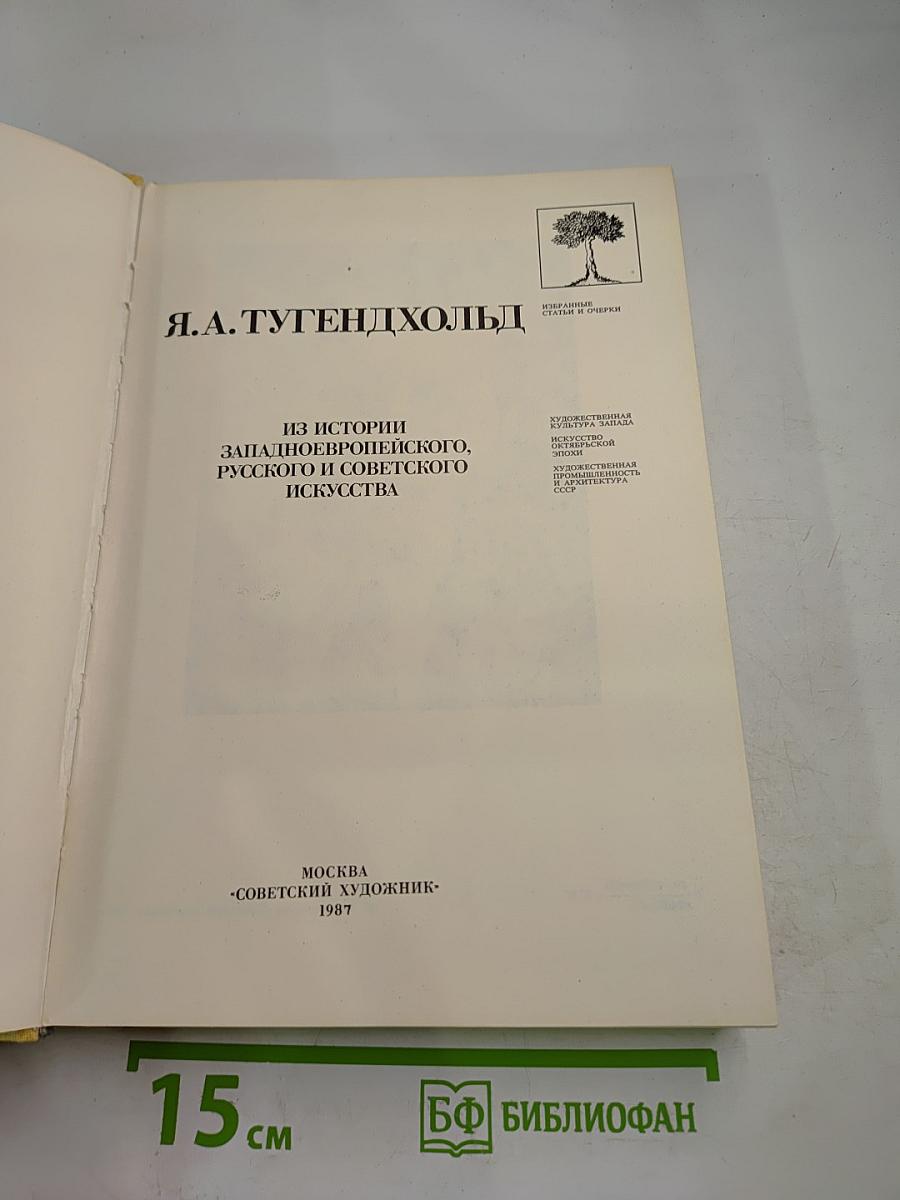 Я. А. ТУГЕНДХОЛЬД
ИЗБРАННЫЕ
СТАТЬИ И ОЧЕРКИ
ИЗ ИСТОРИИ
ЗАПАДНОЕВРОПЕЙСКОГО,
РУССКОГО И СОВЕТСКОГО
ИСКУССТВА
ХУДОЖЕСТВЕННАЯ
КУЛЬТУРА ЗАПАДА
ИСКУССТВО
ОКТЯБРЬСКОЙ
ЭПОХИ
ХУДОЖЕСТВЕННАЯ
ПРОМЫШЛЕННОСТЬ
И АРХИТЕКТУРА
СССР
МОСКВА
«СОВЕТСКИЙ ХУДОЖНИК»
1987
15 см
БФ БИБЛИОФАН